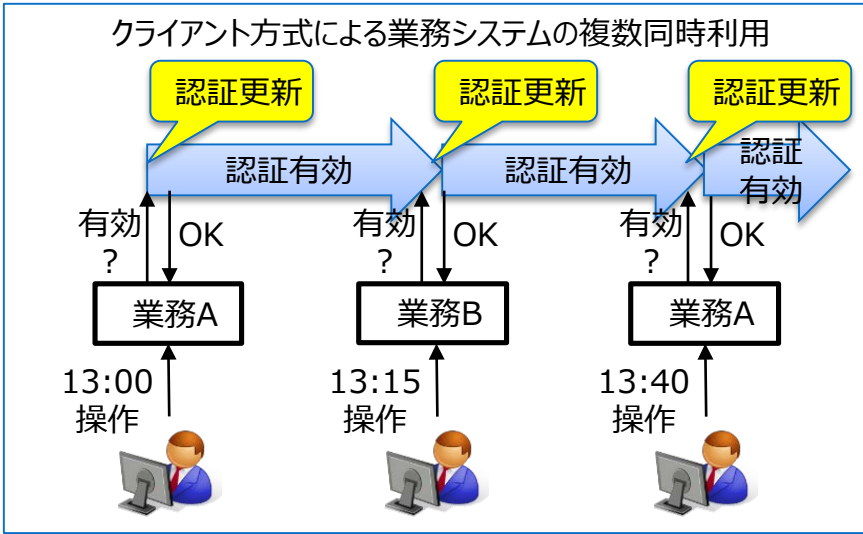 クライアント方式による業務システムの複数同時利用
認証更新
認証更新
認証更新
認証有効
認証有効
認証
有効
有効
?
OK
有効
?
OK
有効
?
OK
業務A
業務B
業務A
13:00
操作
13:15
操作
13:40
操作